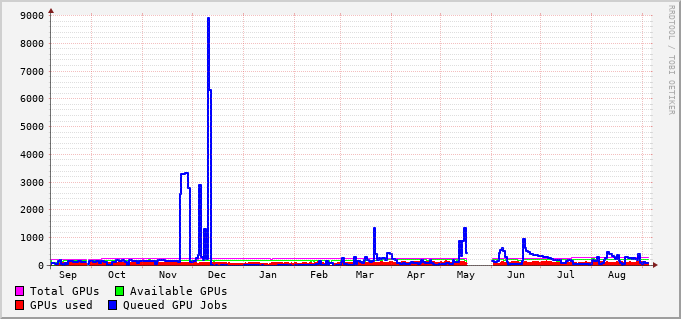 9000
8000
7000
6000
5000
4000
3000
2000
1000
0
Sep Oct Nov Dec Jan Feb Mar Apr May Jun Jul Aug
Total GPUs Available GPUs
GPUs used Queued GPU Jobs
RRDTOOL / TOBI OETIKER